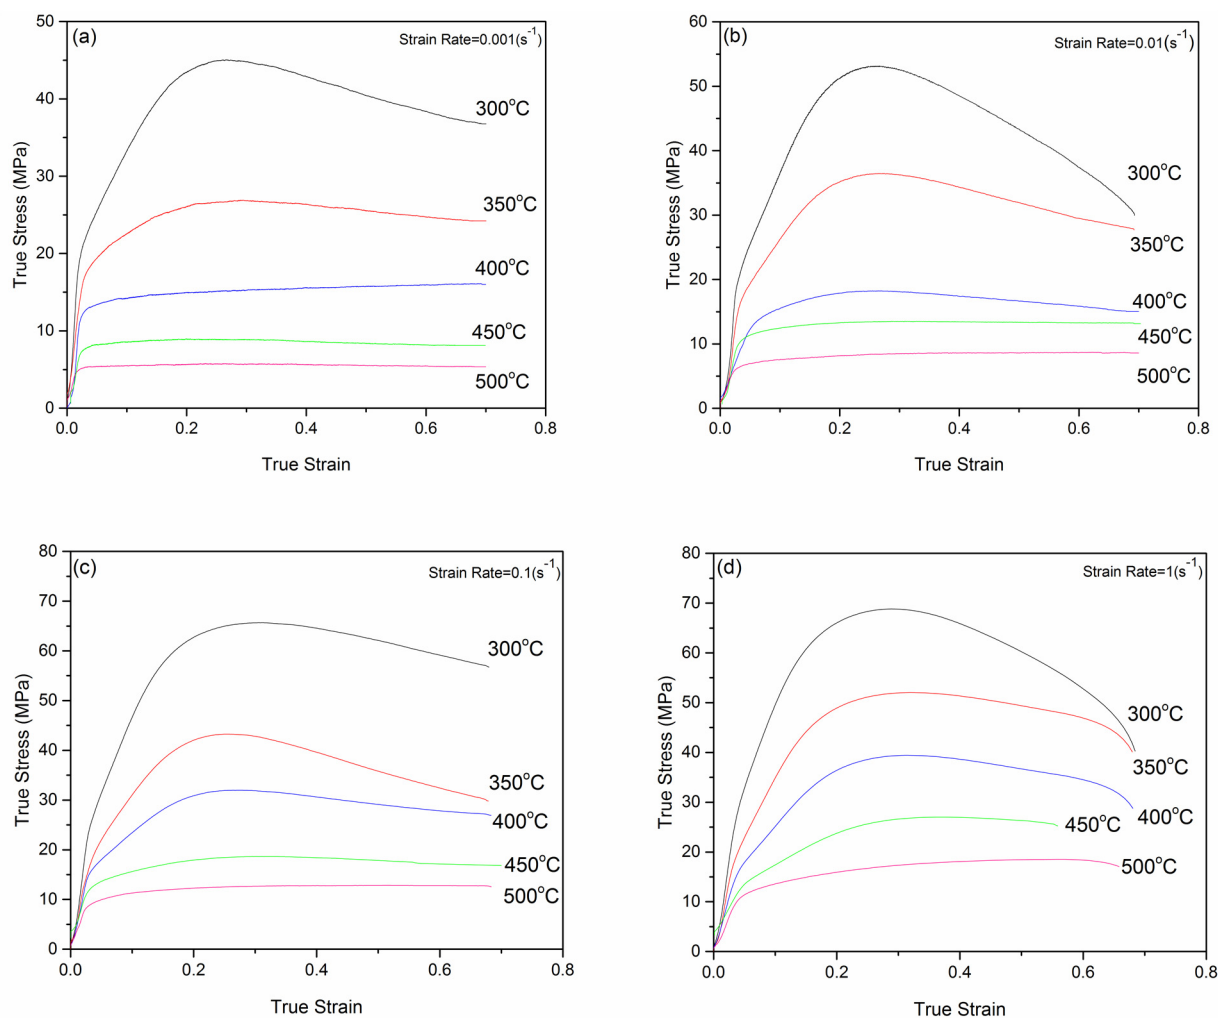 (a)
Strain Rate=0.001(s⁻¹)
50
40
30
20
10
0
True Stress (MPa)
300°C
350°C
400°C
450°C
500°C
0.0 0.2 0.4 0.6 0.8
True Strain
(b)
Strain Rate=0.01(s⁻¹)
60
50
40
30
20
10
0
True Stress (MPa)
300°C
350°C
400°C
450°C
500°C
0.0 0.2 0.4 0.6 0.8
True Strain
(c)
Strain Rate=0.1(s⁻¹)
80
70
60
50
40
30
20
10
0
True Stress (MPa)
300°C
350°C
400°C
450°C
500°C
0.0 0.2 0.4 0.6 0.8
True Strain
(d)
Strain Rate=1(s⁻¹)
80
70
60
50
40
30
20
10
0
True Stress (MPa)
300°C
350°C
400°C
450°C
500°C
0.0 0.2 0.4 0.6 0.8
True Strain